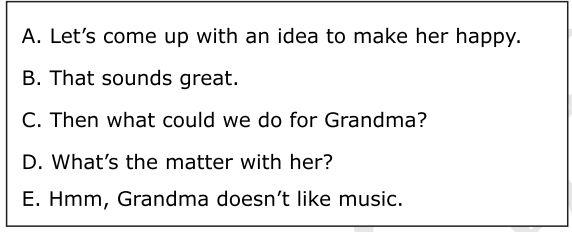 A. Let’s come up with an idea to make her happy.
B. That sounds great.
C. Then what could we do for Grandma?
D. What’s the matter with her?
E. Hmm, Grandma doesn’t like music.